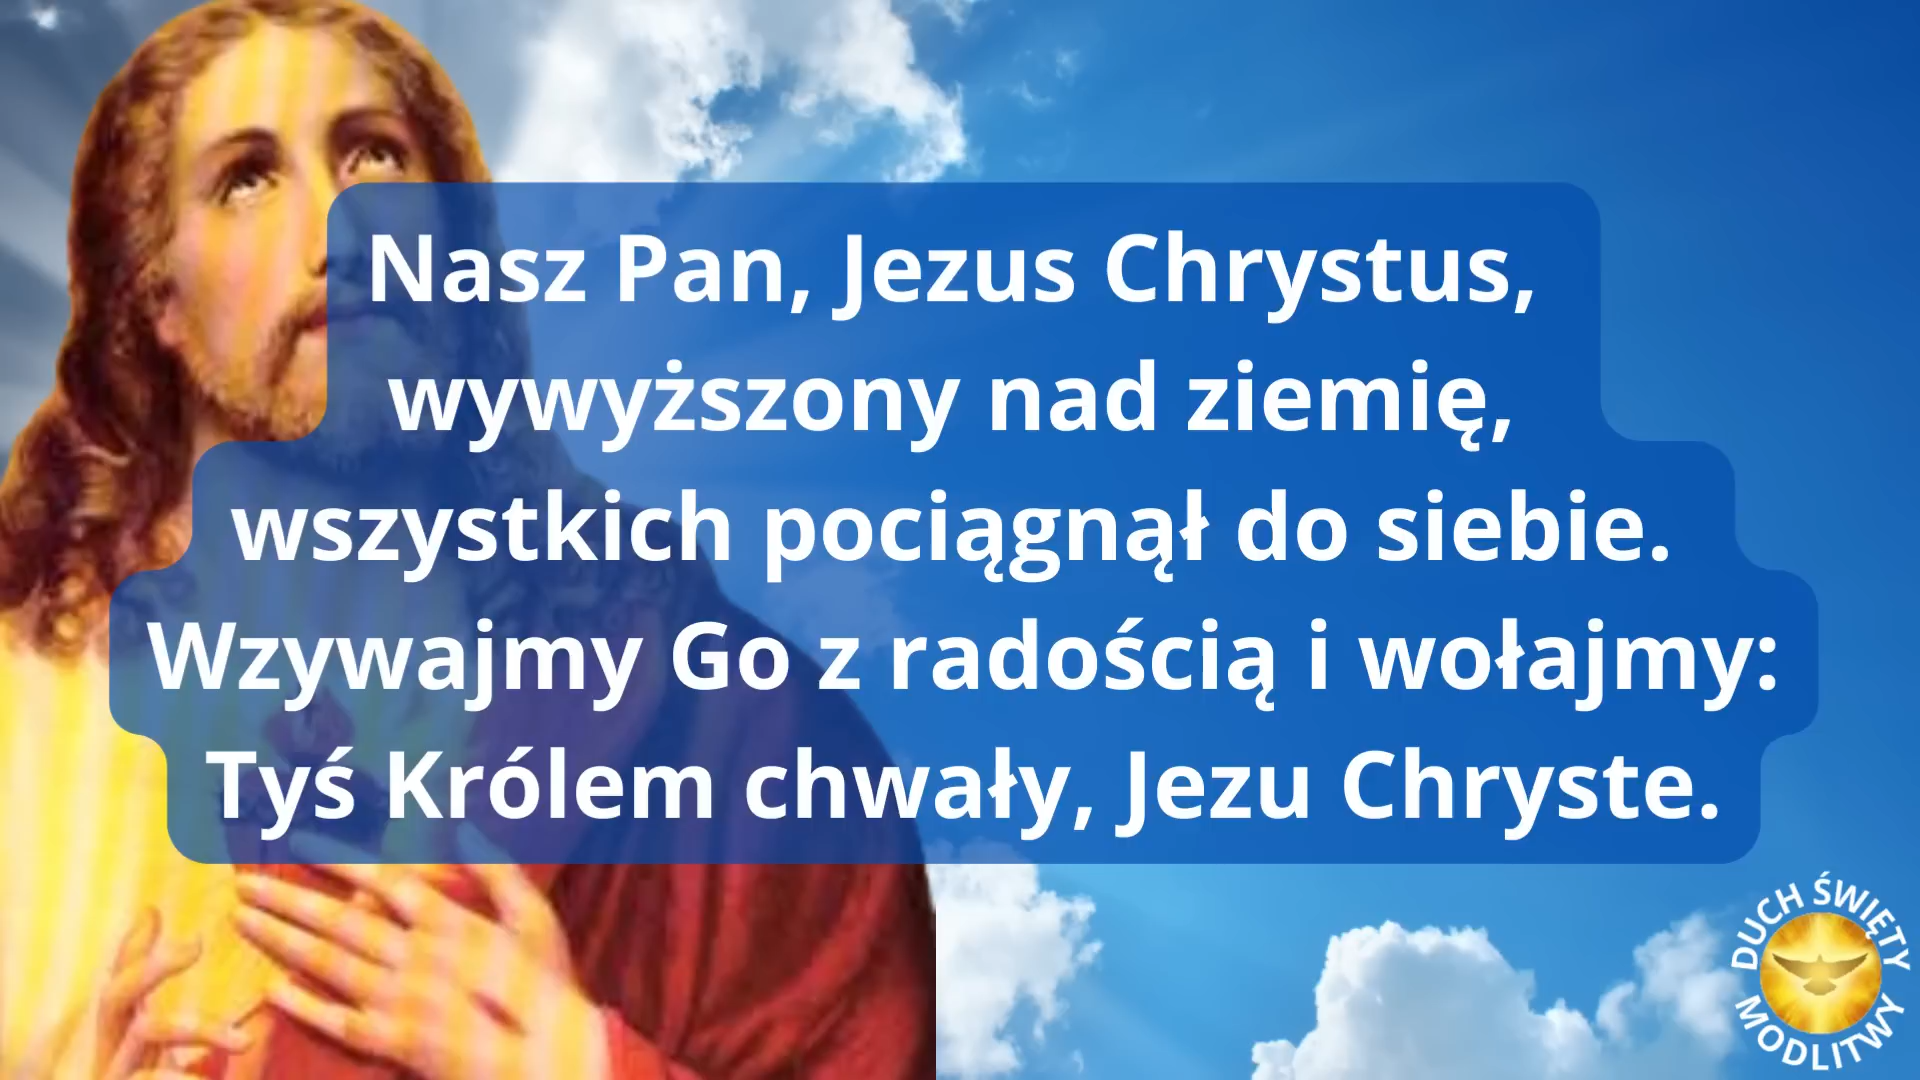 Nasz Pan, Jezus Chrystus,
wywyższony nad ziemię,
wszystkich pociągnął do siebie.
Wzywajmy Go z radością i wołajmy:
Tyś Królem chwały, Jezu Chryste.
DUCH ŚWIĘTY
MODLITWY